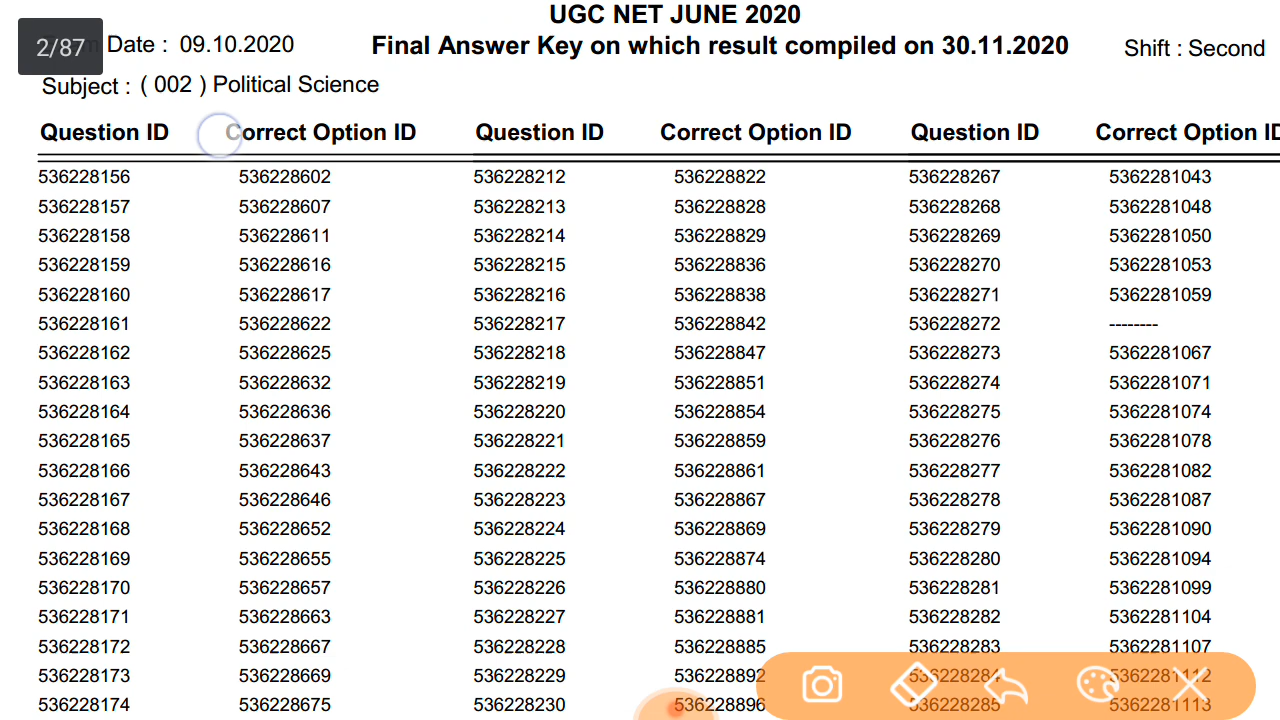 UGC NET JUNE 2020
2/87 Date : 09.10.2020 Final Answer Key on which result compiled on 30.11.2020 Shift : Second
Subject : ( 002 ) Political Science
Question ID Correct Option ID Question ID Correct Option ID Question ID Correct Option ID
536228156 536228602 536228212 536228822 536228267 5362281043
536228157 536228607 536228213 536228828 536228268 5362281048
536228158 536228611 536228214 536228829 536228269 5362281050
536228159 536228616 536228215 536228836 536228270 5362281053
536228160 536228617 536228216 536228838 536228271 5362281059
536228161 536228622 536228217 536228842 536228272 --------
536228162 536228625 536228218 536228847 536228273 5362281067
536228163 536228632 536228219 536228851 536228274 5362281071
536228164 536228636 536228220 536228854 536228275 5362281074
536228165 536228637 536228221 536228859 536228276 5362281078
536228166 536228643 536228222 536228861 536228277 5362281082
536228167 536228646 536228223 536228867 536228278 5362281087
536228168 536228652 536228224 536228869 536228279 5362281090
536228169 536228655 536228225 536228874 536228280 5362281094
536228170 536228657 536228226 536228880 536228281 5362281099
536228171 536228663 536228227 536228881 536228282 5362281104
536228172 536228667 536228228 536228885 536228283 5362281107
536228173 536228669 536228229 536228892 536228284 5362281112
536228174 536228675 536228230 536228896 536228285 5362281113